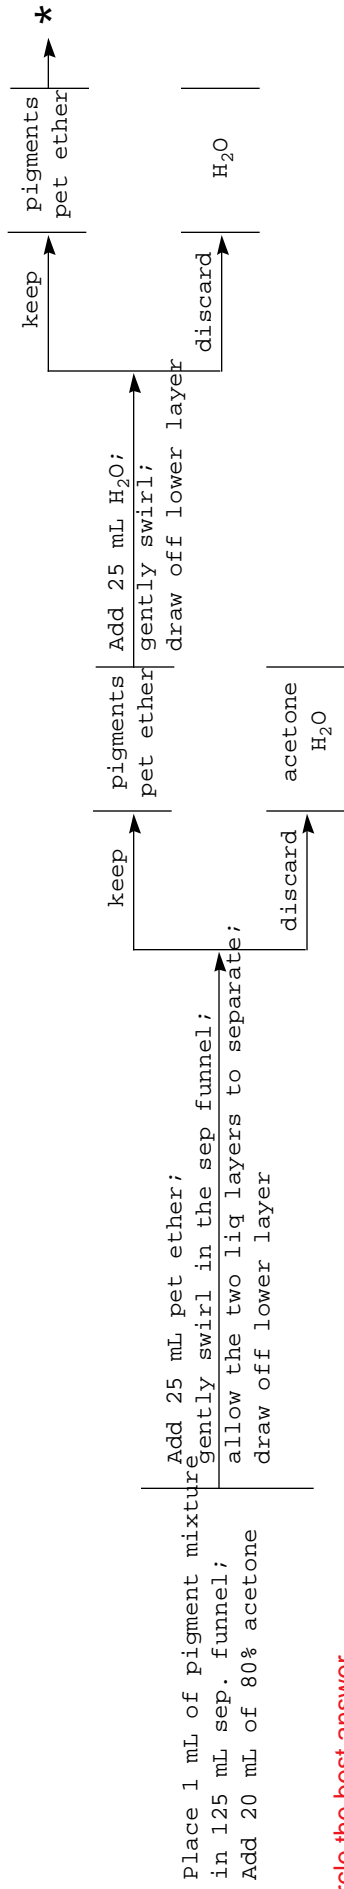 Place 1 mL of pigment mixture
in 125 mL sep. funnel;
Add 20 mL of 80% acetone
Add 25 mL pet ether;
gently swirl in the sep funnel;
allow the two liq layers to separate;
draw off lower layer
keep
pigments
pet ether
discard
acetone
H₂O
Add 25 mL H₂O;
gently swirl;
draw off lower layer
keep
pigments
pet ether
*
discard
H₂O
the best answer